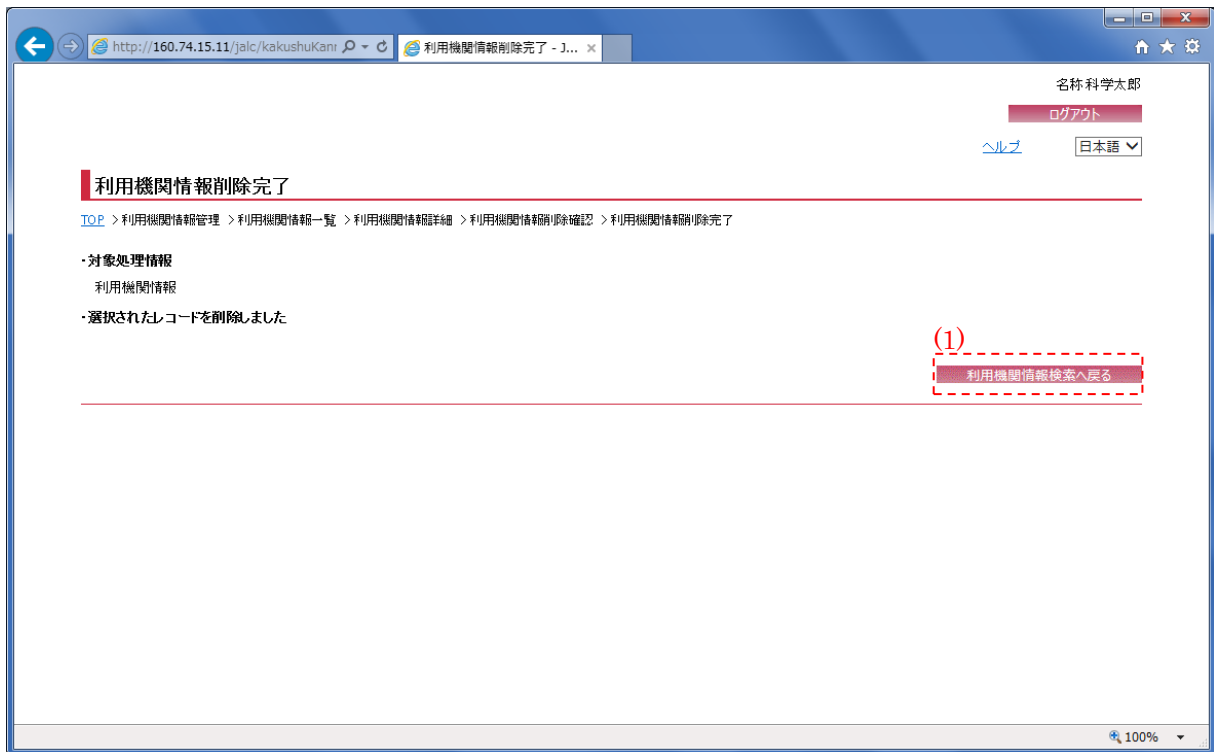 http://160.74.15.11/jalc/kakushuKanr
利用機関情報削除完了 - J...
名称 科学太郎
ログアウト
ヘルプ 日本語
利用機関情報削除完了
TOP >利用機関情報管理 >利用機関情報一覧 >利用機関情報詳細 >利用機関情報削除確認 >利用機関情報削除完了
・対象処理情報
利用機関情報
・選択されたレコードを削除しました
(1)
利用機関情報検索へ戻る
100%